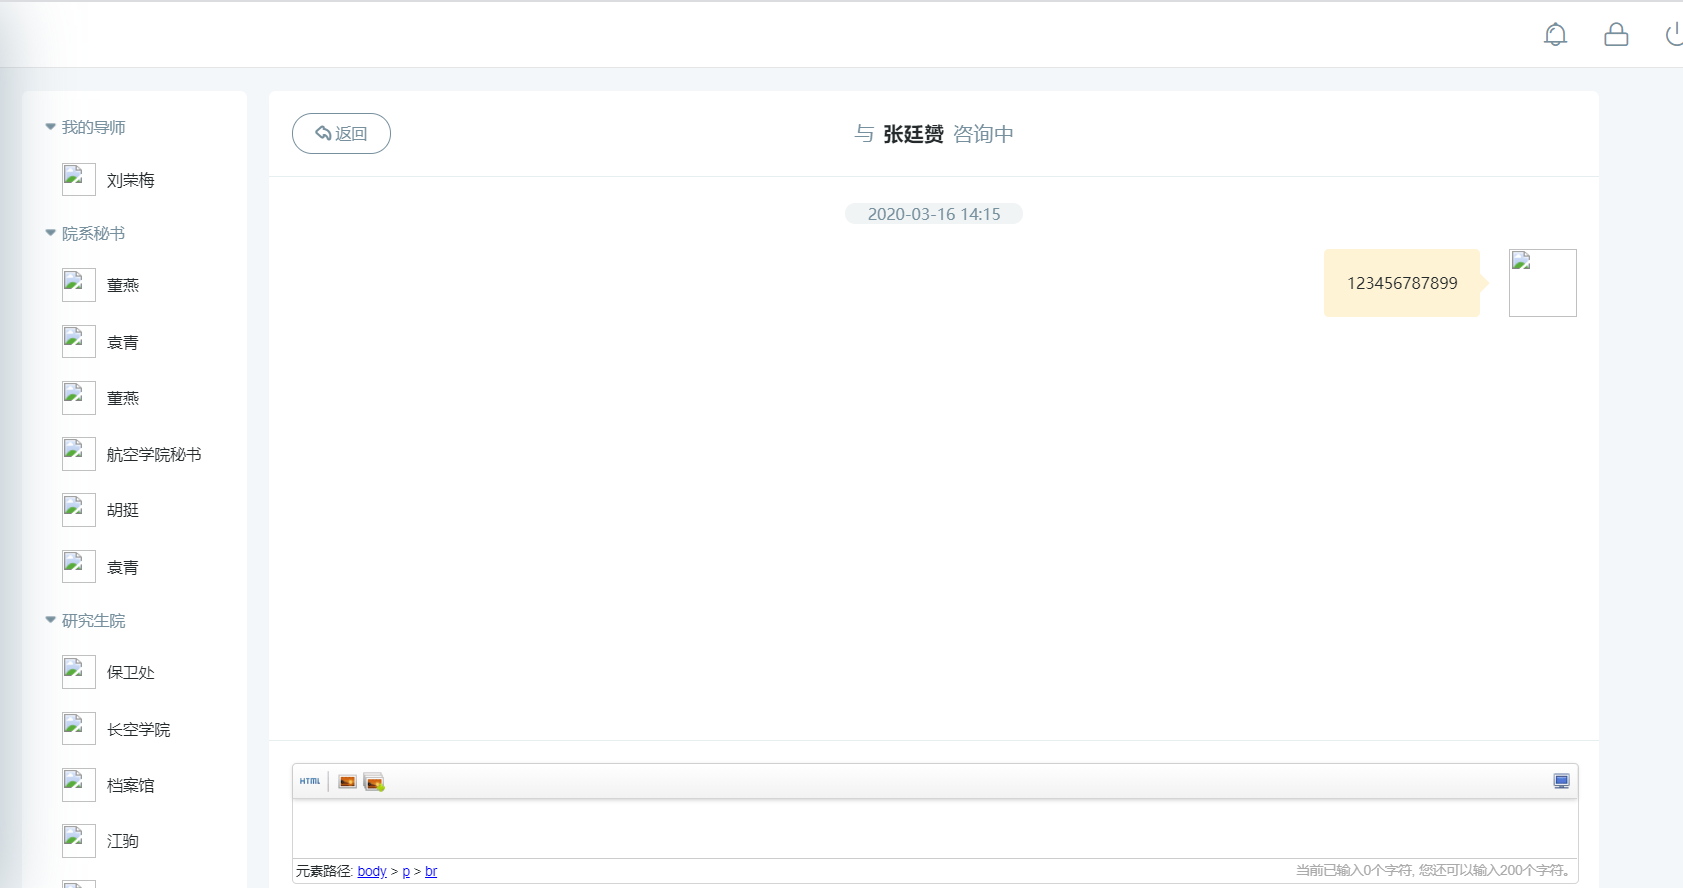 我的导师
刘荣梅
院系秘书
董燕
袁青
董燕
航空学院秘书
胡挺
袁青
研究生院
保卫处
长空学院
档案馆
江驹
返回
与 张廷赟 咨询中
2020-03-16 14:15
123456787899
HTML
元素路径: body > p > br
当前已输入0个字符, 您还可以输入200个字符。